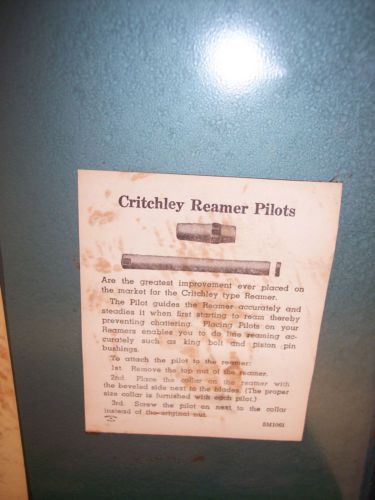 Critchley Reamer Pilots
Are the greatest improvement ever placed on
the market for the Critchley type Reamer.
The Pilot guides the Reamer accurately and
steadies it when first starting to ream thereby
preventing chattering. Placing Pilots on your
Reamers enables you to do line reaming ac-
curately such as king bolt and piston pin
bushings.
To attach the pilot to the reamer:
1st. Remove the top nut of the reamer.
2nd. Place the collar on the reamer with
the beveled side next to the blades. (The proper
size collar is furnished with each pilot.)
3rd. Screw the pilot on next to the collar
instead of the original nut.
SM1063